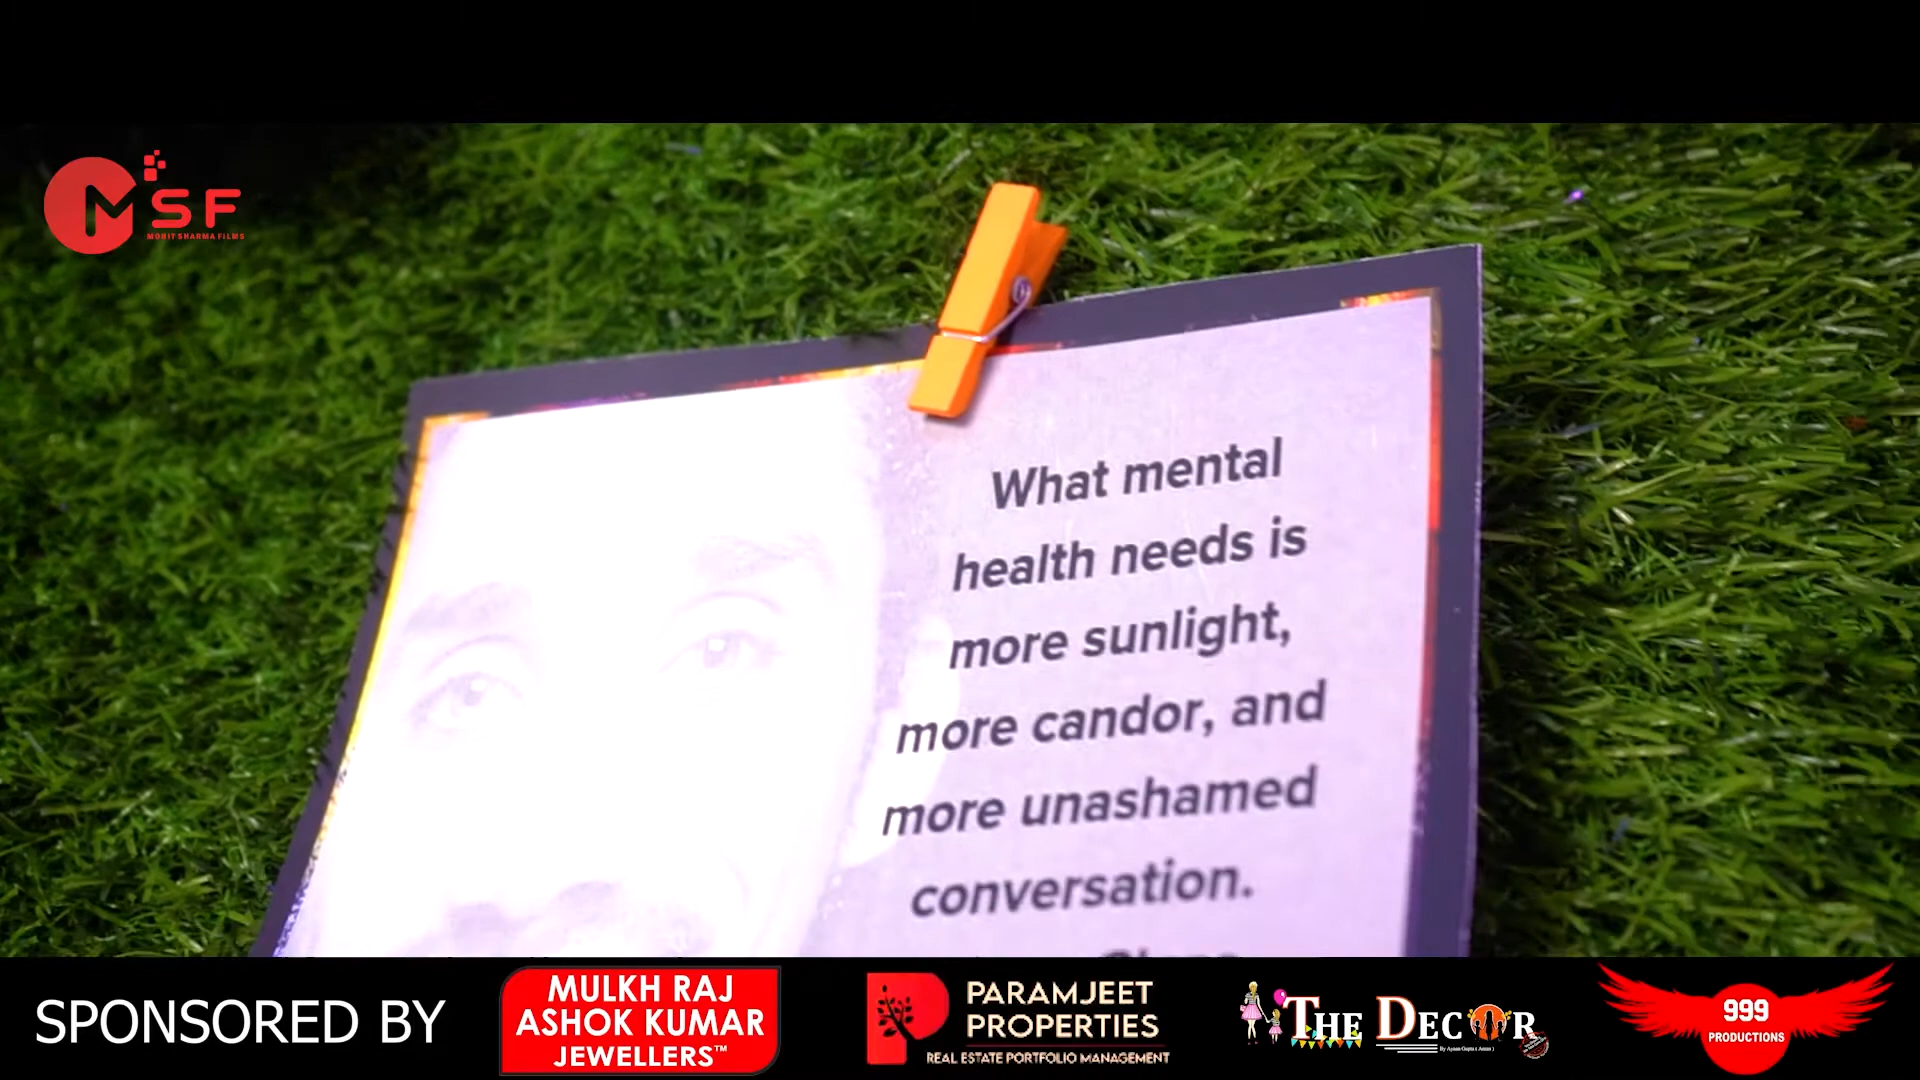 MSF
MOHIT SHARMA FILMS
What mental
health needs is
more sunlight,
more candor, and
more unashamed
conversation.
SPONSORED BY
MULKH RAJ
ASHOK KUMAR
JEWELLERS™
PARAMJEET
PROPERTIES
REAL ESTATE PORTFOLIO MANAGEMENT
THE DECOR
999
PRODUCTIONS